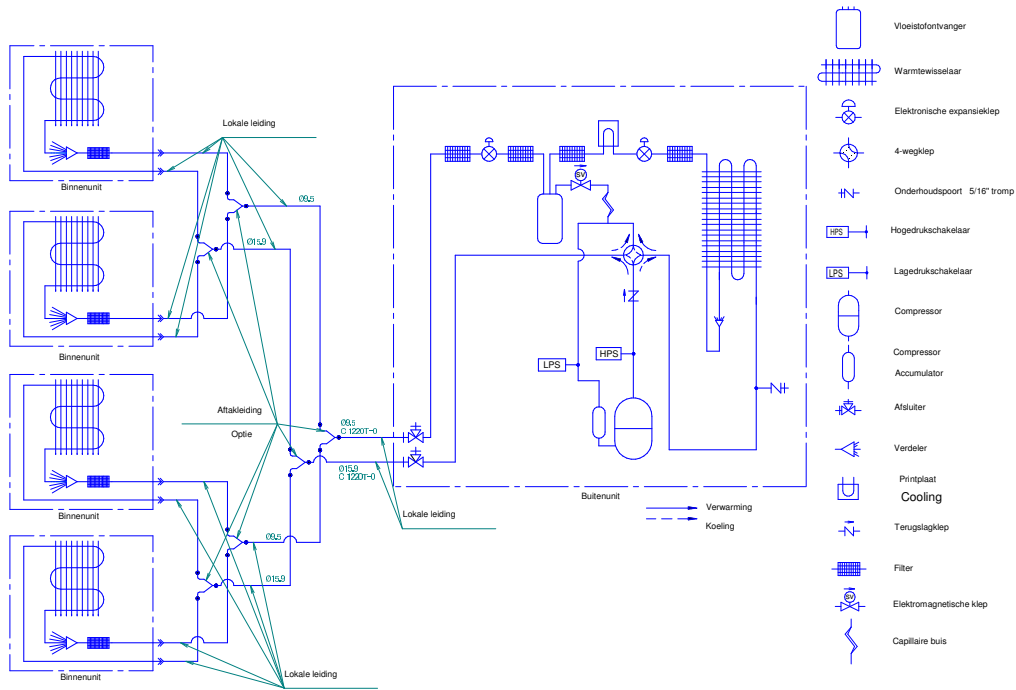 Binnenunit
Binnenunit
Binnenunit
Binnenunit
Lokale leiding
Ø9.5
Ø15.9
Aftakleiding
Optie
Ø9.5
C 1220T-0
Ø15.9
C 1220T-0
Ø9.5
Ø15.9
Lokale leiding
Lokale leiding
SV
LPS
HPS
Buitenunit
Verwarming
Koeling
Vloeistofontvanger
Warmtewisselaar
Elektronische expansieklep
4-wegklep
Onderhoudspoort 5/16" tromp
HPS Hogedrukschakelaar
LPS Lagedrukschakelaar
Compressor
Compressor
Accumulator
Afsluiter
Verdeler
Printplaat
Cooling
Terugslagklep
Filter
SV Elektromagnetische klep
Capillaire buis